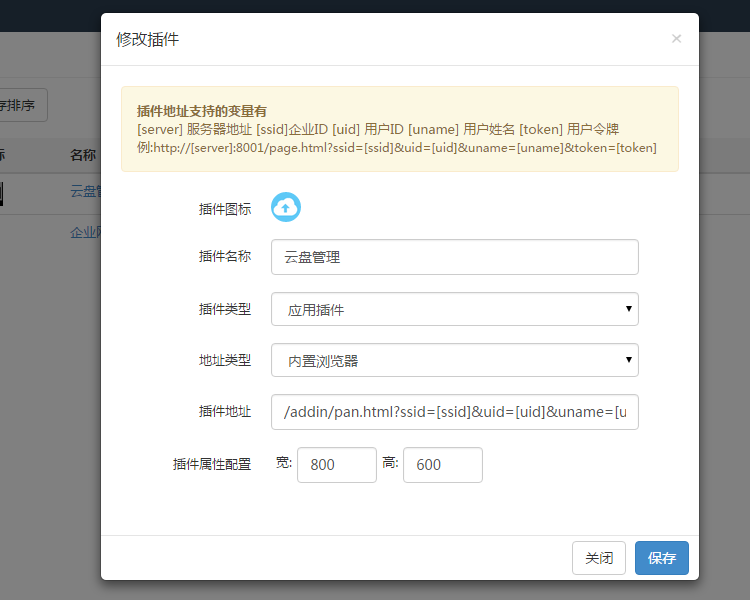 修改插件
×
插件地址支持的变量有
[server] 服务器地址 [ssid]企业ID [uid] 用户ID [uname] 用户姓名 [token] 用户令牌
例:http://[server]:8001/page.html?ssid=[ssid]&uid=[uid]&uname=[uname]&token=[token]
存排序
名称
云盘
企业
插件图标
插件名称 云盘管理
插件类型 应用插件
地址类型 内置浏览器
插件地址 /addin/pan.html?ssid=[ssid]&uid=[uid]&uname=[u
插件属性配置 宽: 800 高: 600
关闭 保存